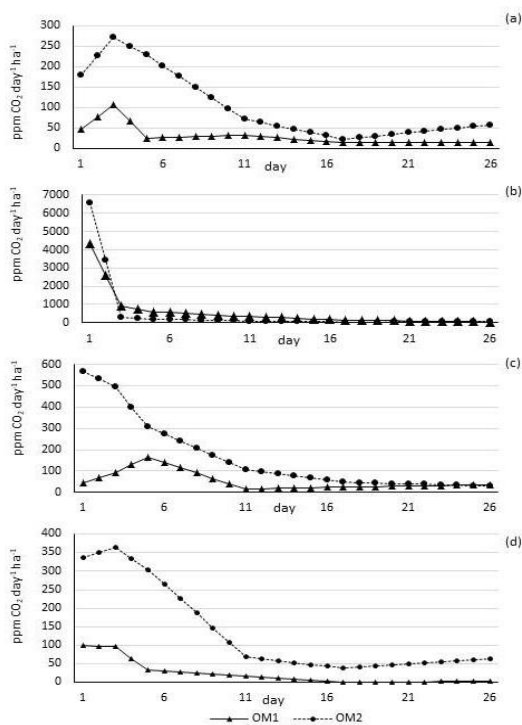 (a)
ppm CO₂ day⁻¹ ha⁻¹
300
250
200
150
100
50
0
1 6 11 16 21 26
day
(b)
ppm CO₂ day⁻¹ ha⁻¹
7000
6000
5000
4000
3000
2000
1000
0
1 6 11 16 21 26
day
(c)
ppm CO₂ day⁻¹ ha⁻¹
600
500
400
300
200
100
0
1 6 11 16 21 26
day
(d)
ppm CO₂ day⁻¹ ha⁻¹
400
350
300
250
200
150
100
50
0
1 6 11 16 21 26
day
OM1 OM2